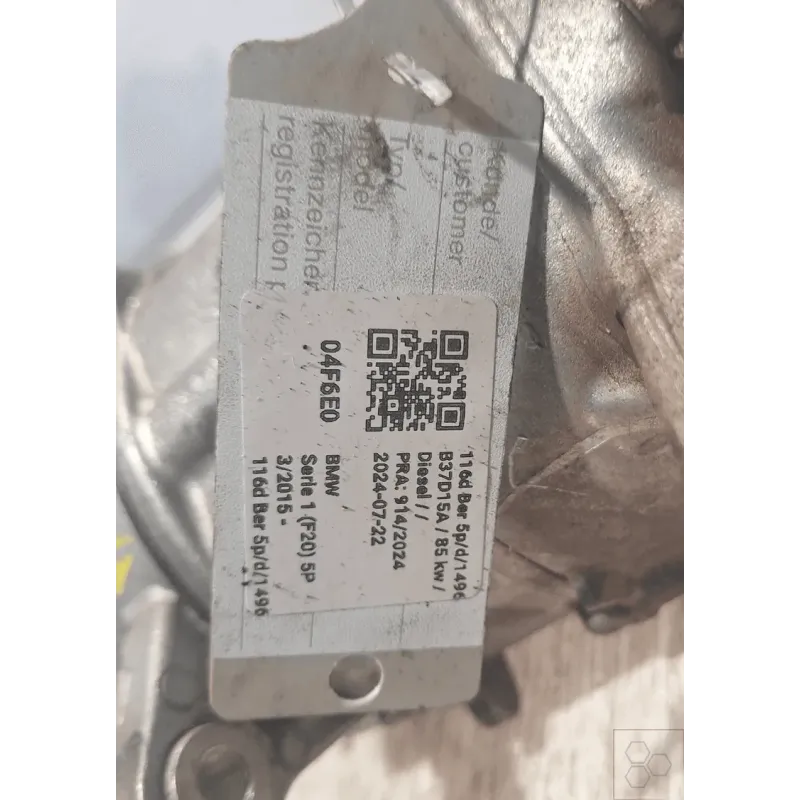 Kunde/
customer
Typ/
model
Kennzeichen
registration
04F6E0
116d Ber 5p/d/1496
B37D15A / 85 kw /
Diesel / /
PRA: 914/2024
2024-07-22
BMW
Serie 1 (F20) 5P
3/2015 -
116d Ber 5p/d/1496